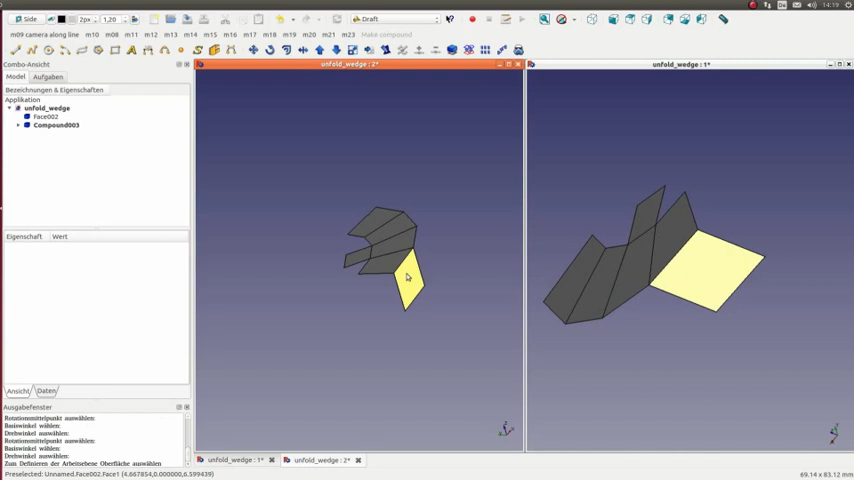 De
14:19
Side
2px
1,20
Draft
m09 camera along line m10 m08 m11 m12 m13 m14 m15 m16 m17 m18 m19 m20 m21 m23 Make compound
Combo-Ansicht
unfold_wedge : 2*
unfold_wedge : 1*
Model Aufgaben
Bezeichnungen & Eigenschaften
Applikation
unfold_wedge
Face002
Compound003
Eigenschaft Wert
Ansicht Daten
Ausgabefenster
Rotationsmittelpunkt auswählen:
Basiswinkel wählen:
Drehwinkel auswählen:
Rotationsmittelpunkt auswählen:
Basiswinkel wählen:
Drehwinkel auswählen:
Zum Definieren der Arbeitsebene Oberfläche auswählen
unfold_wedge : 1*
unfold_wedge : 2*
Preselected: Unnamed.Face002.Face1 (4.667854,0.000000,6.599439)
69.14 x 83.12 mm